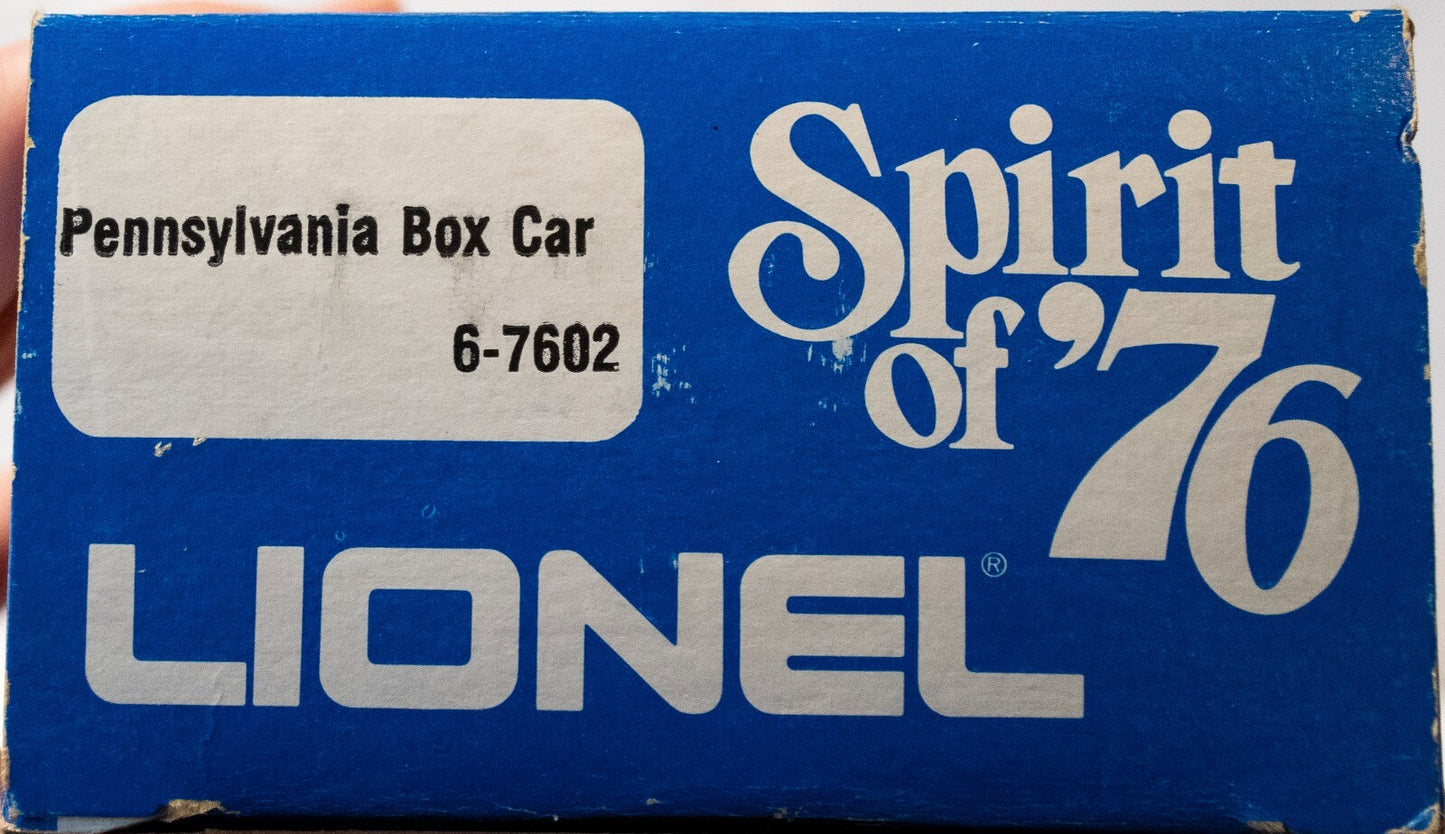 Pennsylvania Box Car
6-7602
Spirit
of '76
LIONEL®